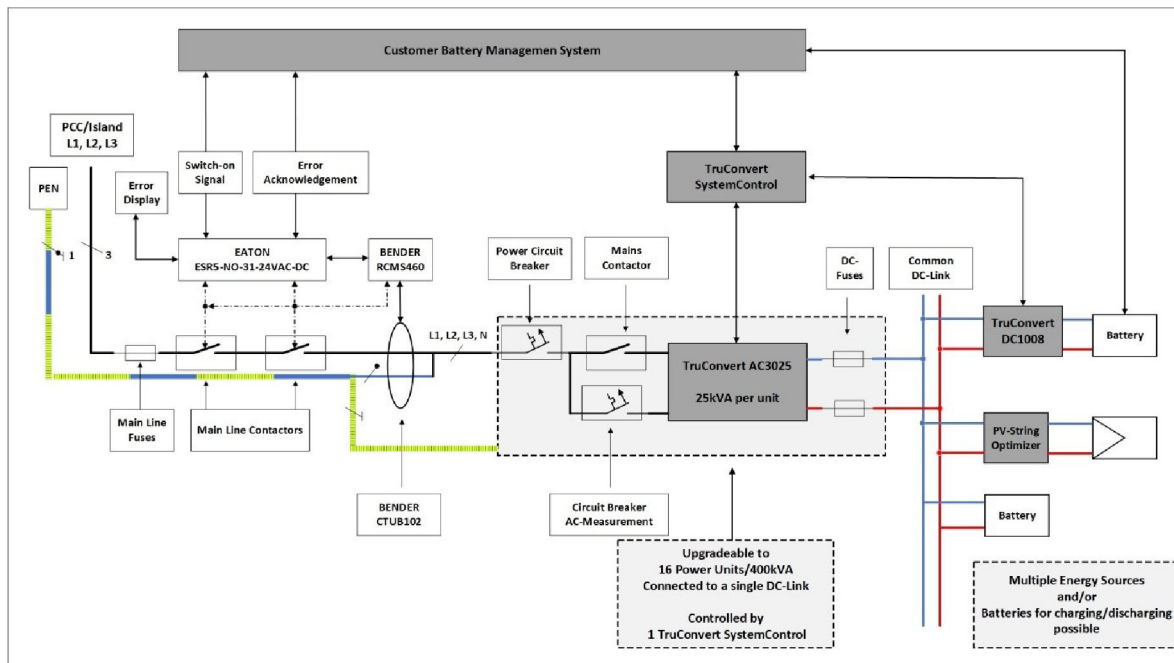 Customer Battery Managemen System
PCC/Island
L1, L2, L3
PEN
Error
Display
Switch-on
Signal
Error
Acknowledgement
TruConvert
SystemControl
1
3
EATON
ESR5-NO-31-24VAC-DC
BENDER
RCMS460
Power Circuit
Breaker
Mains
Contactor
DC-
Fuses
Common
DC-Link
L1, L2, L3, N
TruConvert AC3025
25kVA per unit
TruConvert
DC1008
Battery
Main Line
Fuses
Main Line Contactors
PV-String
Optimizer
BENDER
CTUB102
Circuit Breaker
AC-Measurement
Battery
Upgradeable to
16 Power Units/400kVA
Connected to a single DC-Link
Controlled by
1 TruConvert SystemControl
Multiple Energy Sources
and/or
Batteries for charging/discharging
possible